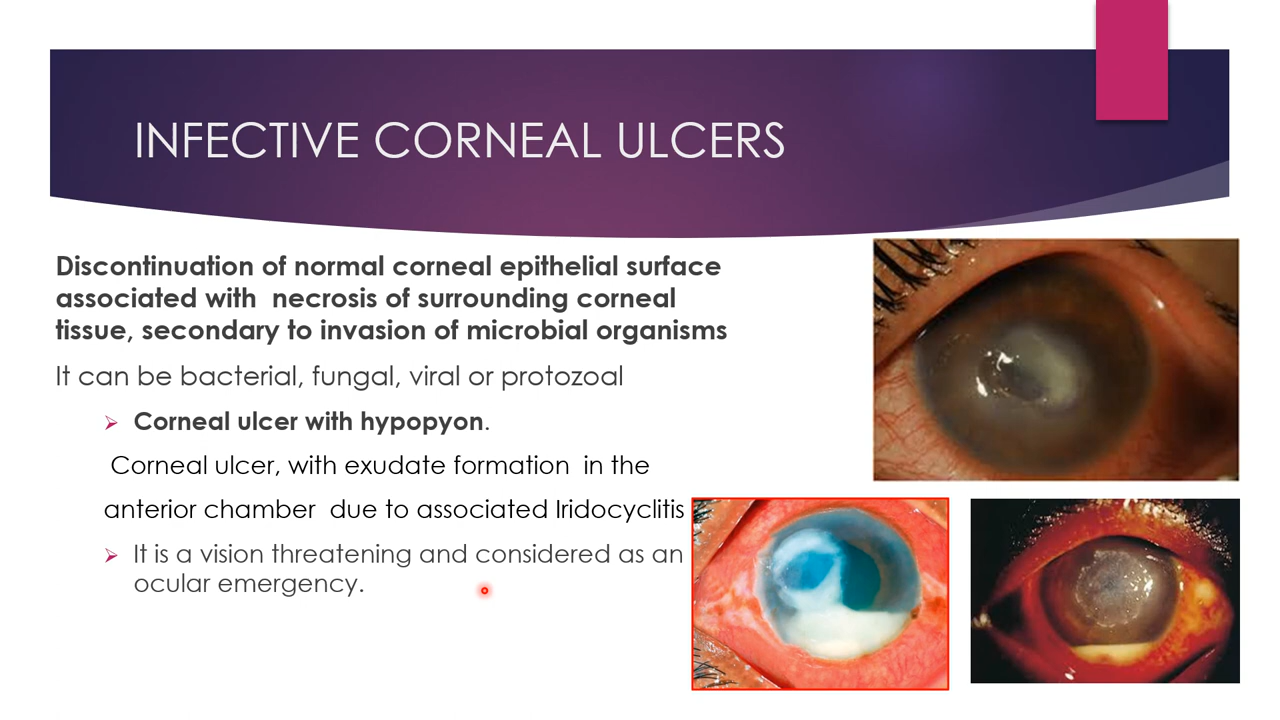 INFECTIVE CORNEAL ULCERS
Discontinuation of normal corneal epithelial surface
associated with necrosis of surrounding corneal
tissue, secondary to invasion of microbial organisms
It can be bacterial, fungal, viral or protozoal
Corneal ulcer with hypopyon.
Corneal ulcer, with exudate formation in the
anterior chamber due to associated Iridocyclitis
It is a vision threatening and considered as an
ocular emergency.